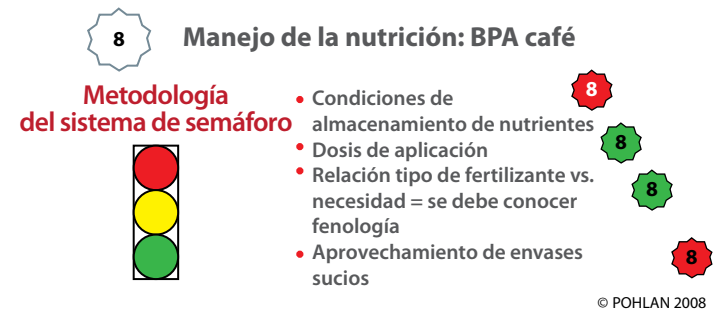 8
Manejo de la nutrición: BPA café
Metodología
del sistema de semáforo
• Condiciones de
almacenamiento de nutrientes
• Dosis de aplicación
• Relación tipo de fertilizante vs.
necesidad = se debe conocer
fenología
• Aprovechamiento de envases
sucios
8
8
8
8
© POHLAN 2008